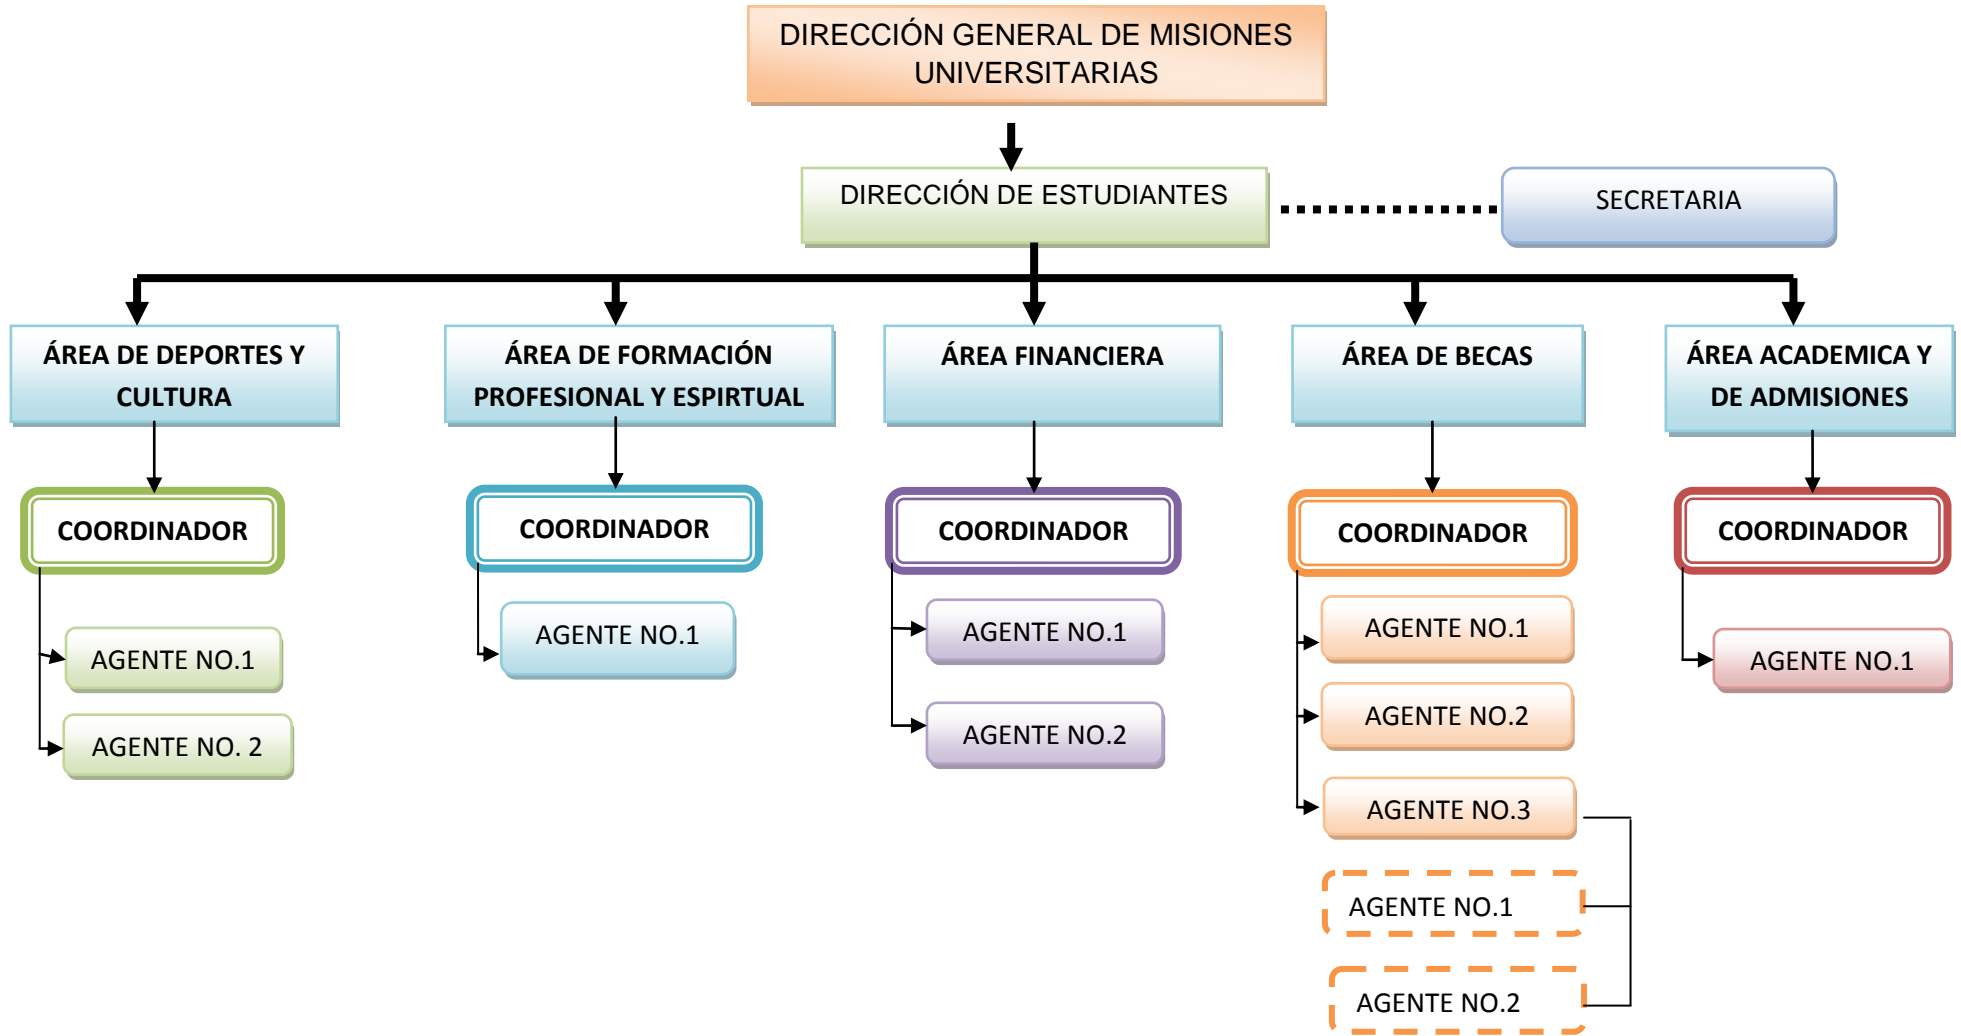 DIRECCIÓN GENERAL DE MISIONES
UNIVERSITARIAS
DIRECCIÓN DE ESTUDIANTES
SECRETARIA
ÁREA DE DEPORTES Y
CULTURA
ÁREA DE FORMACIÓN
PROFESIONAL Y ESPIRTUAL
ÁREA FINANCIERA
ÁREA DE BECAS
ÁREA ACADEMICA Y
DE ADMISIONES
COORDINADOR
COORDINADOR
COORDINADOR
COORDINADOR
COORDINADOR
AGENTE NO.1
AGENTE NO. 2
AGENTE NO.1
AGENTE NO.1
AGENTE NO.2
AGENTE NO.1
AGENTE NO.2
AGENTE NO.3
AGENTE NO.1
AGENTE NO.2
AGENTE NO.1